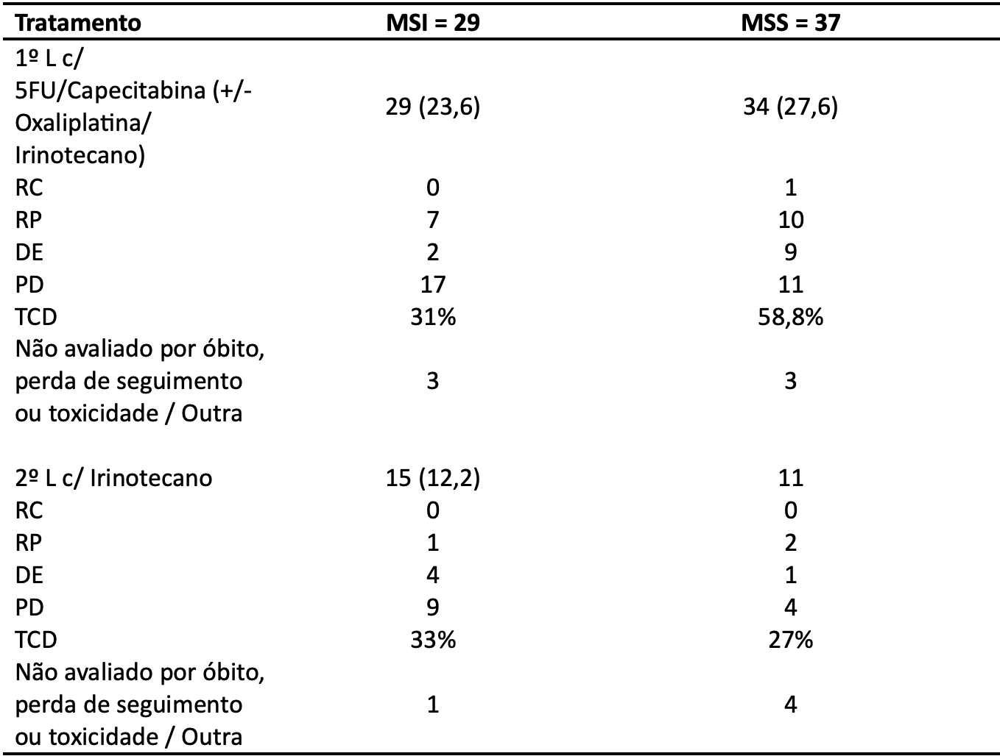 Tratamento MSI = 29 MSS = 37
1º L c/
5FU/Capecitabina (+/-
Oxaliplatina/
Irinotecano) 29 (23,6) 34 (27,6)
RC 0 1
RP 7 10
DE 2 9
PD 17 11
TCD 31% 58,8%
Não avaliado por óbito,
perda de seguimento 3 3
ou toxicidade / Outra
2º L c/ Irinotecano 15 (12,2) 11
RC 0 0
RP 1 2
DE 4 1
PD 9 4
TCD 33% 27%
Não avaliado por óbito,
perda de seguimento 1 4
ou toxicidade / Outra